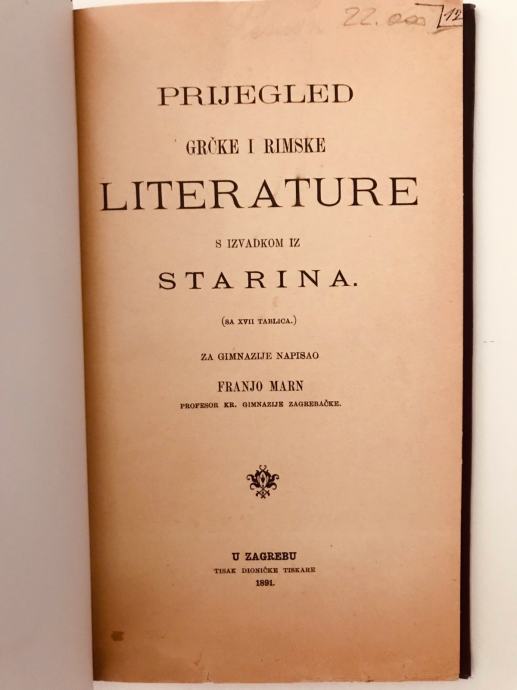 22.000
12
PRIJEGLED
GRČKE I RIMSKE
LITERATURE
S IZVADKOM IZ
STARINA.
(SA XVII TABLICA.)
ZA GIMNAZIJE NAPISAO
FRANJO MARN
PROFESOR KR. GIMNAZIJE ZAGREBAČKE.
U ZAGREBU
TISAK DIONIČKE TISKARE
1891.